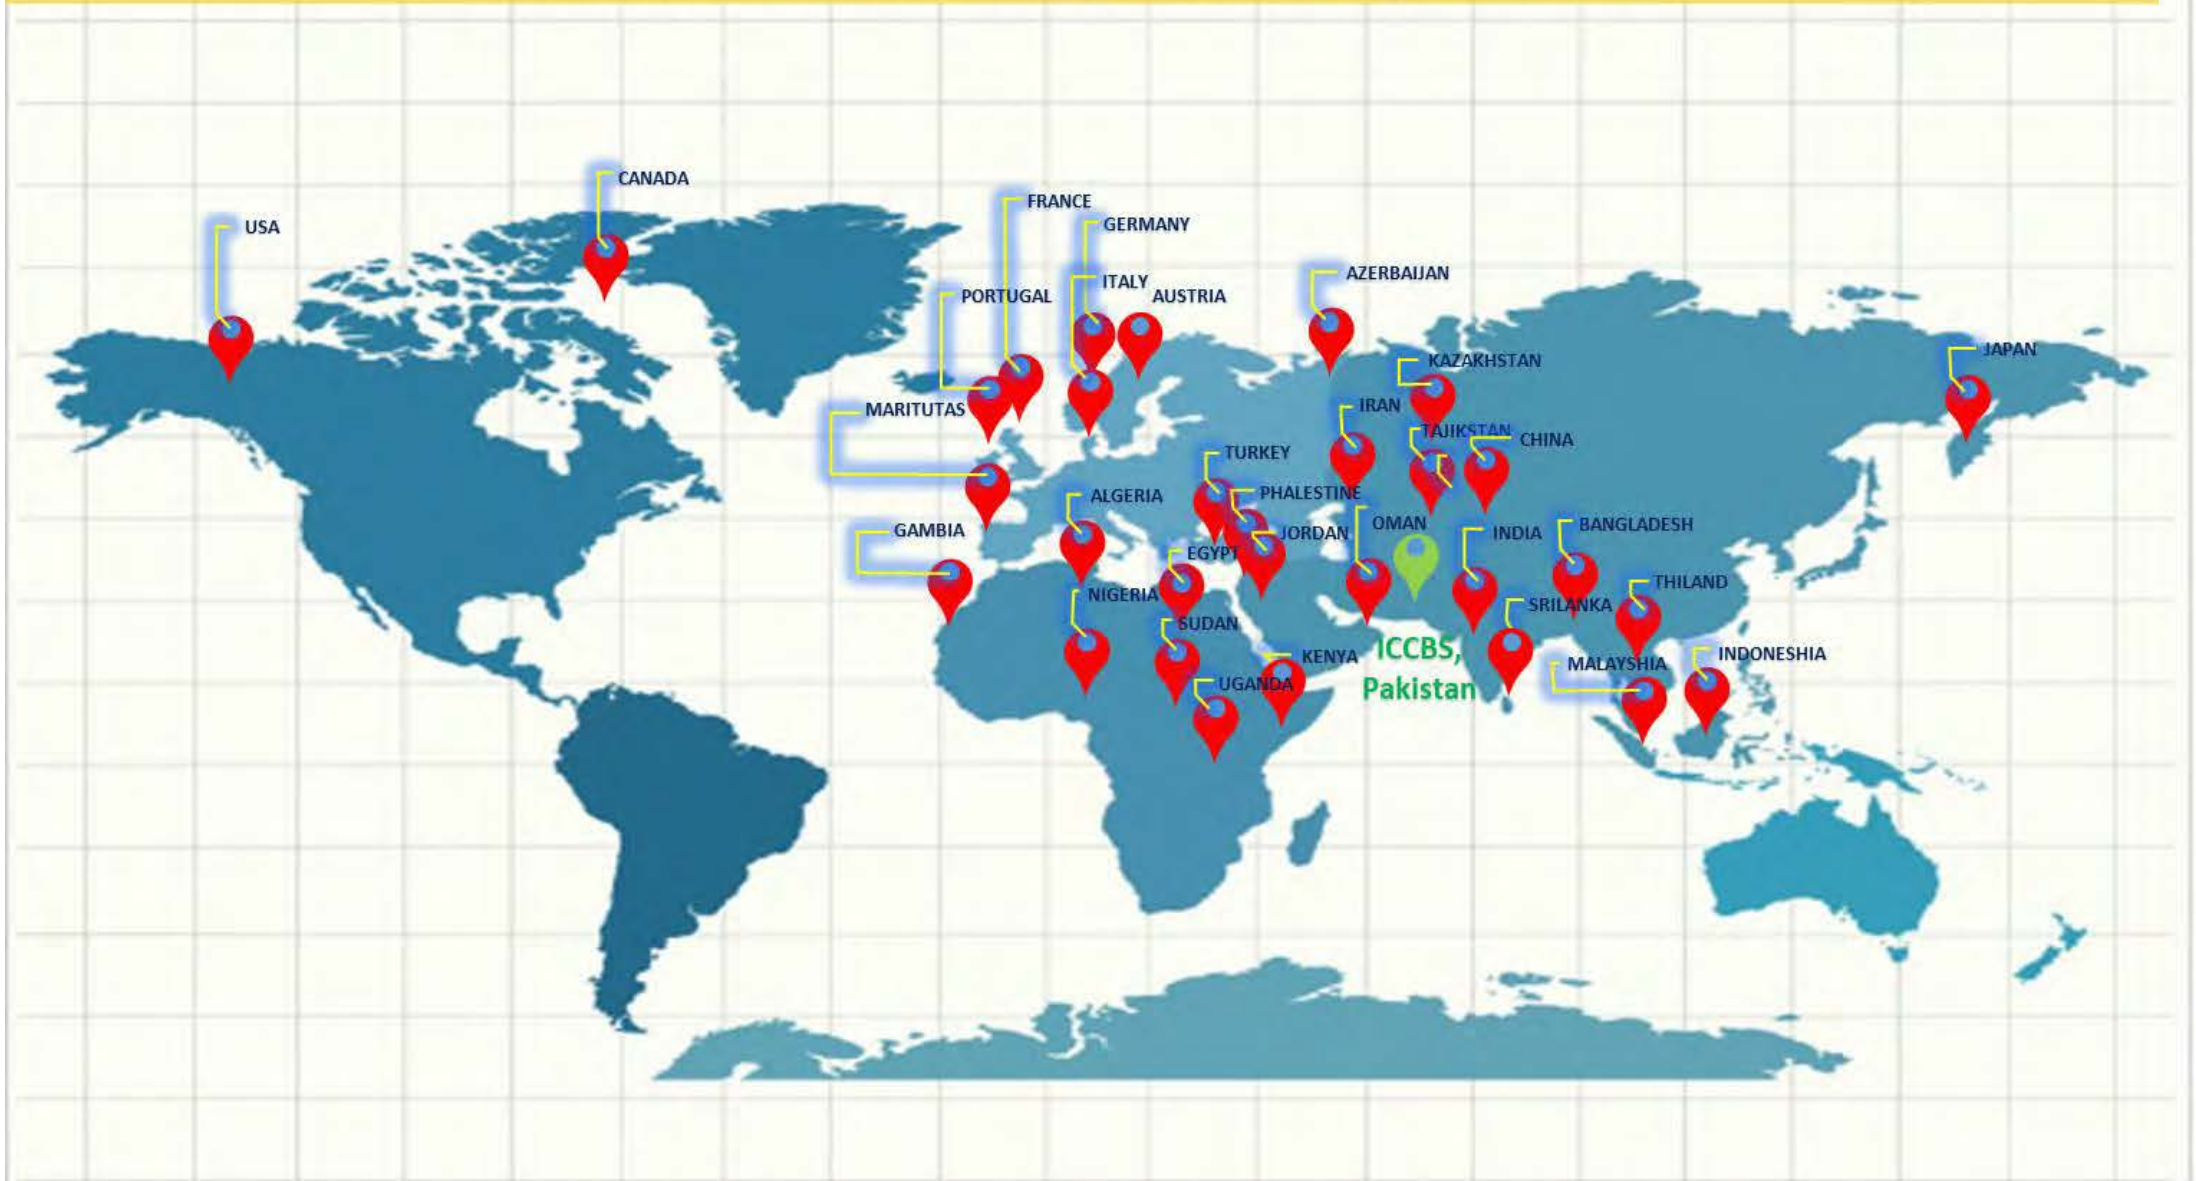 CANADA
USA
FRANCE
GERMANY
ITALY
AUSTRIA
PORTUGAL
AZERBAIJAN
JAPAN
KAZAKHSTAN
MARITUTAS
IRAN
TAJIKSTAN
CHINA
TURKEY
ALGERIA
PHALESTINE
GAMBIA
JORDAN
OMAN
INDIA
BANGLADESH
EGYPT
THILAND
NIGERIA
SRILANKA
SUDAN
KENYA
ICCBS,
Pakistan
MALAYSHIA
INDONESHIA
UGANDA